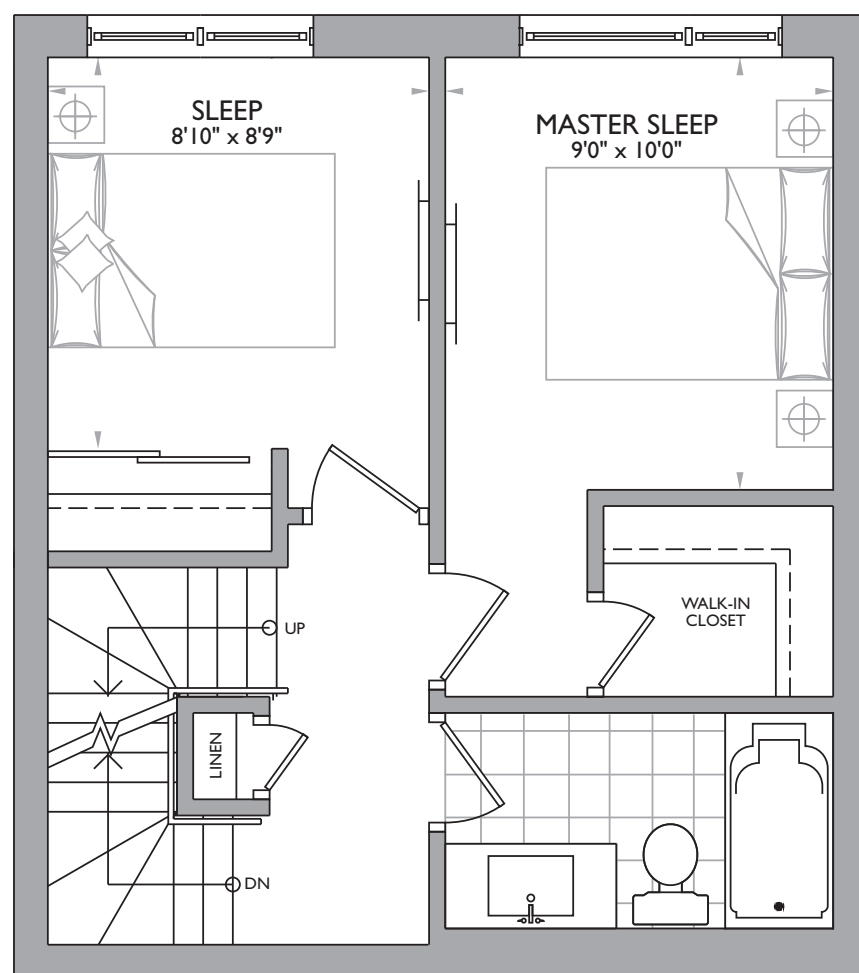 SLEEP
8'10" x 8'9"
MASTER SLEEP
9'0" x 10'0"
WALK-IN
CLOSET
UP
LINEN
DN